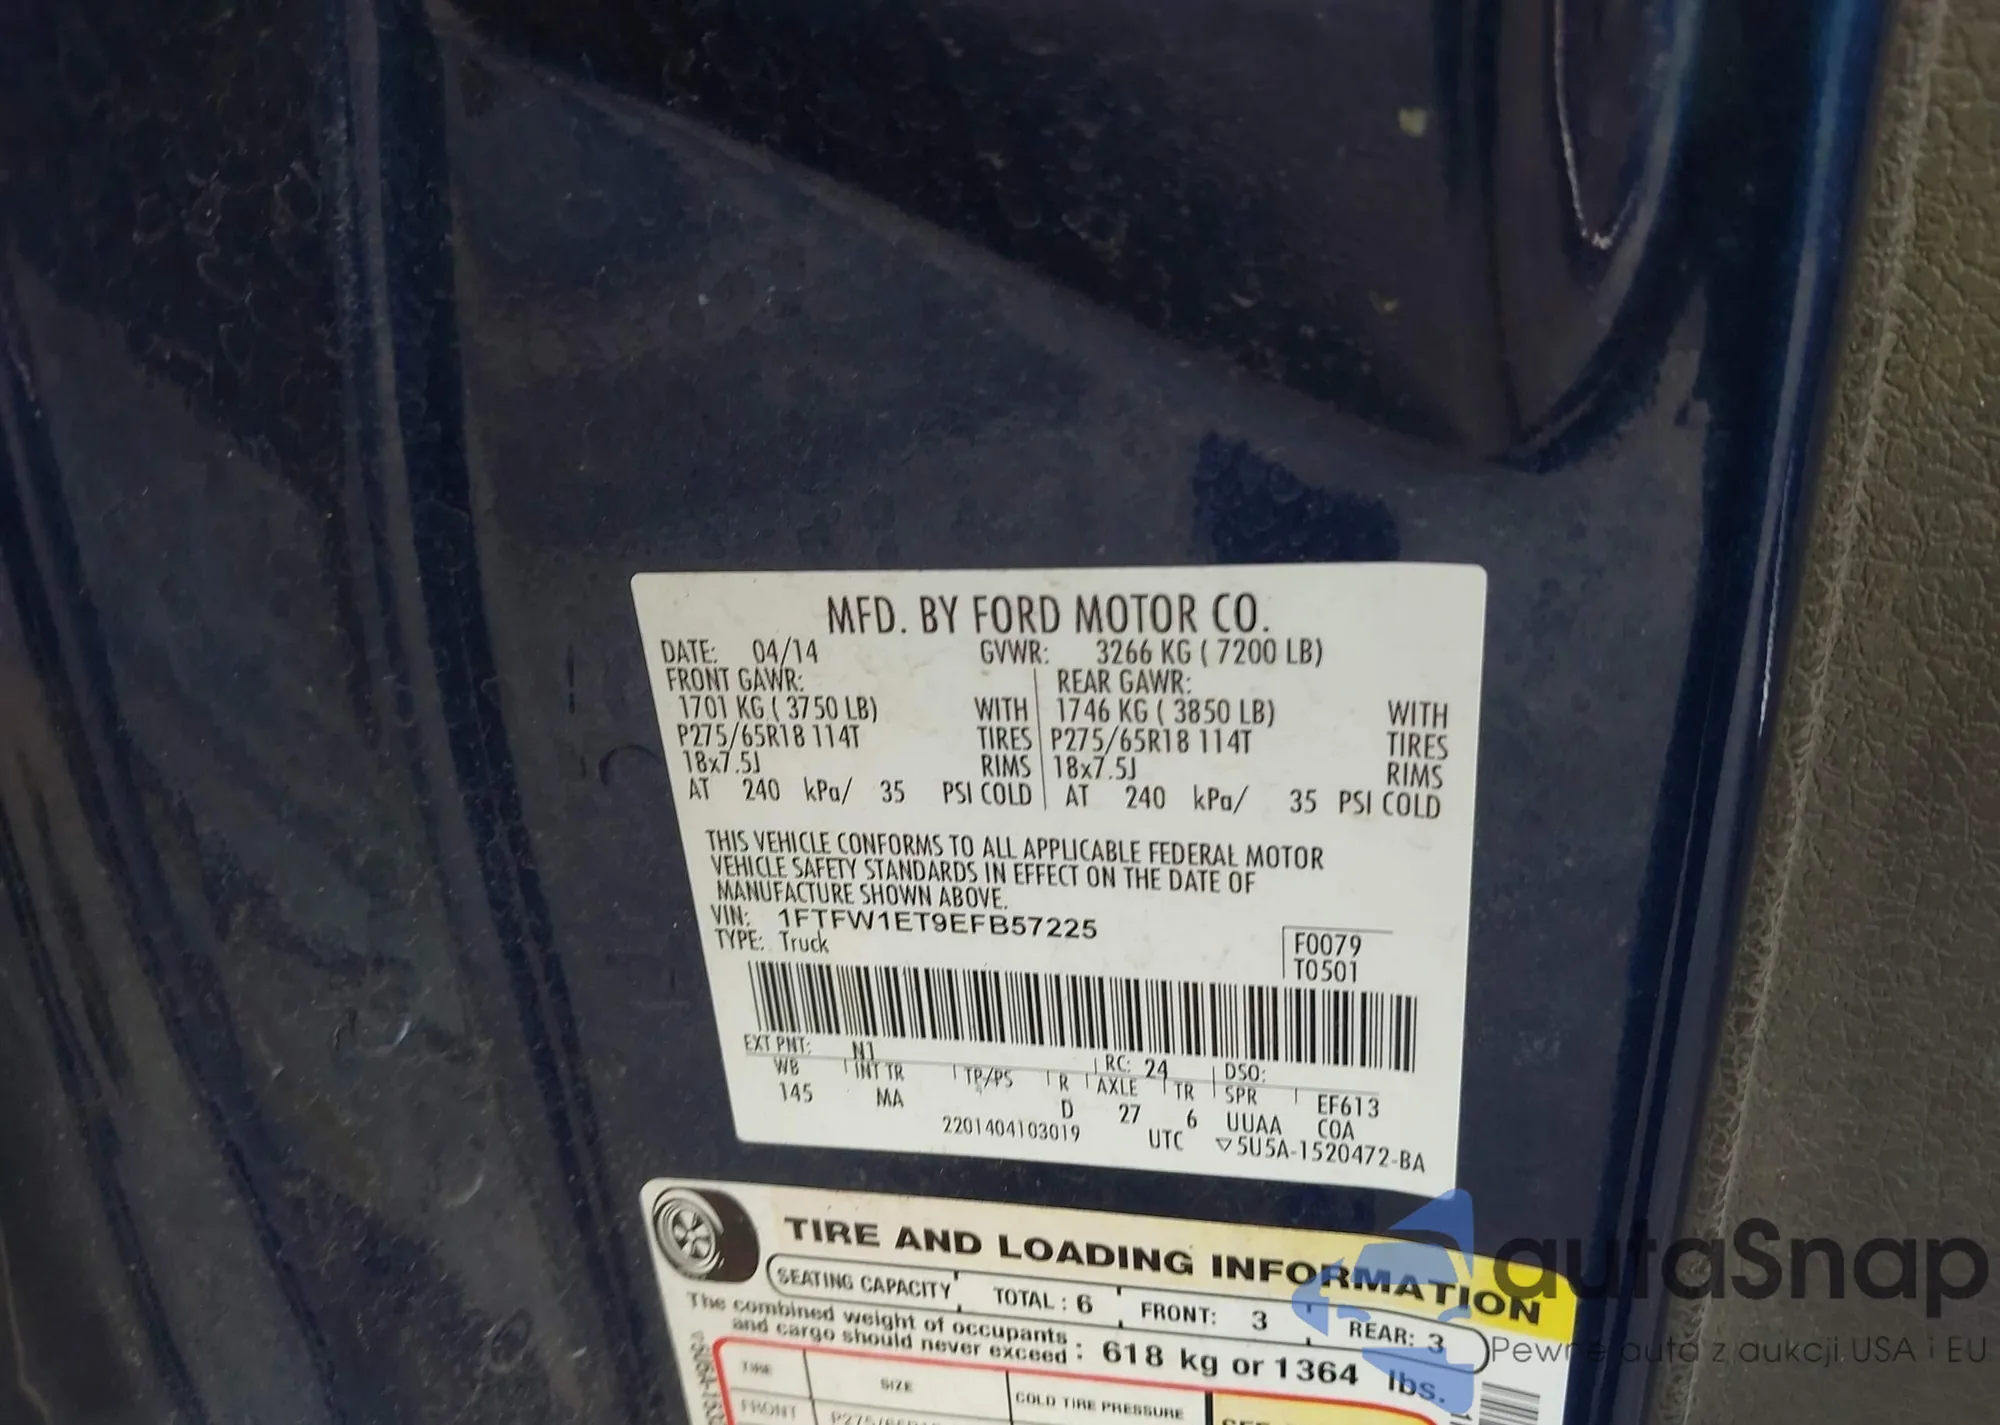 MFD. BY FORD MOTOR CO.
DATE: 04/14 GVWR: 3266 KG ( 7200 LB)
FRONT GAWR: REAR GAWR:
1701 KG ( 3750 LB) WITH 1746 KG ( 3850 LB) WITH
P275/65R18 114T TIRES P275/65R18 114T TIRES
18x7.5J RIMS 18x7.5J RIMS
AT 240 kPa/ 35 PSI COLD AT 240 kPa/ 35 PSI COLD
THIS VEHICLE CONFORMS TO ALL APPLICABLE FEDERAL MOTOR
VEHICLE SAFETY STANDARDS IN EFFECT ON THE DATE OF
MANUFACTURE SHOWN ABOVE.
VIN: 1FTFW1ET9EFB57225
TYPE: Truck
F0079
T0501
EXT PNT: N1 RC: 24 DSO:
WB INT TR TP/PS R AXLE TR SPR EF613
145 MA D 27 6 UUAA COA
2201404103019 UTC ▽5U5A-1520472-BA
TIRE AND LOADING INFORMATION
SEATING CAPACITY TOTAL : 6 FRONT: 3 REAR: 3
The combined weight of occupants
and cargo should never exceed : 618 kg or 1364 lbs.
TIRE SIZE COLD TIRE PRESSURE
FRONT
autaSnap
Pewne auta z aukcji USA i EU